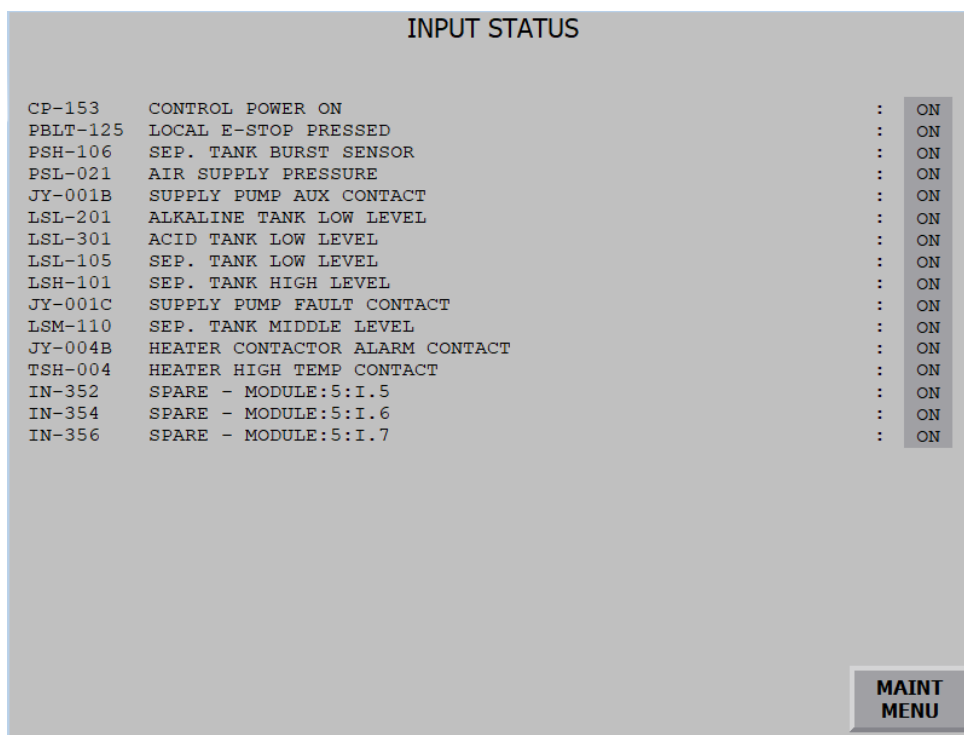 INPUT STATUS
CP-153 CONTROL POWER ON : ON
PBLT-125 LOCAL E-STOP PRESSED : ON
PSH-106 SEP. TANK BURST SENSOR : ON
PSL-021 AIR SUPPLY PRESSURE : ON
JY-001B SUPPLY PUMP AUX CONTACT : ON
LSL-201 ALKALINE TANK LOW LEVEL : ON
LSL-301 ACID TANK LOW LEVEL : ON
LSL-105 SEP. TANK LOW LEVEL : ON
LSH-101 SEP. TANK HIGH LEVEL : ON
JY-001C SUPPLY PUMP FAULT CONTACT : ON
LSM-110 SEP. TANK MIDDLE LEVEL : ON
JY-004B HEATER CONTACTOR ALARM CONTACT : ON
TSH-004 HEATER HIGH TEMP CONTACT : ON
IN-352 SPARE - MODULE:5:I.5 : ON
IN-354 SPARE - MODULE:5:I.6 : ON
IN-356 SPARE - MODULE:5:I.7 : ON
MAINT
MENU